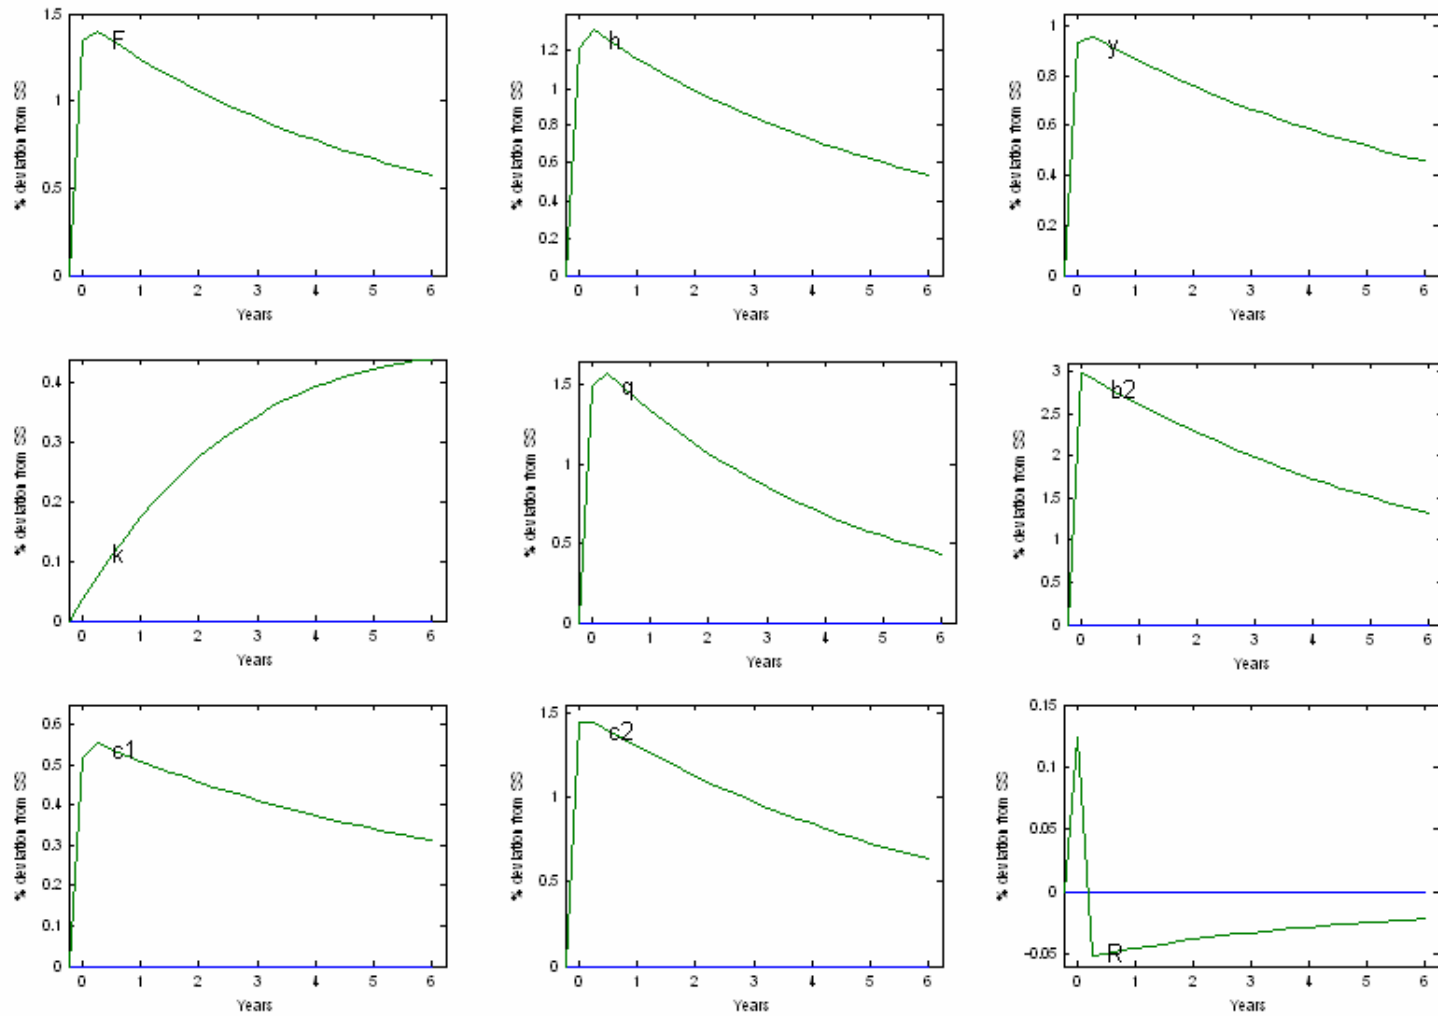 % deviation from SS
1.5
1
0.5
0
F
0 1 2 3 4 5 6
Years
% deviation from SS
1.2
1
0.8
0.6
0.4
0.2
0
h
0 1 2 3 4 5 6
Years
% deviation from SS
1
0.8
0.6
0.4
0.2
0
y
0 1 2 3 4 5 6
Years
% deviation from SS
0.4
0.3
0.2
0.1
0
k
0 1 2 3 4 5 6
Years
% deviation from SS
1.5
1
0.5
0
q
0 1 2 3 4 5 6
Years
% deviation from SS
3
2.5
2
1.5
1
0.5
0
b2
0 1 2 3 4 5 6
Years
% deviation from SS
0.6
0.5
0.4
0.3
0.2
0.1
0
c1
0 1 2 3 4 5 6
Years
% deviation from SS
1.5
1
0.5
0
c2
0 1 2 3 4 5 6
Years
% deviation from SS
0.15
0.1
0.05
0
-0.05
R
0 1 2 3 4 5 6
Years